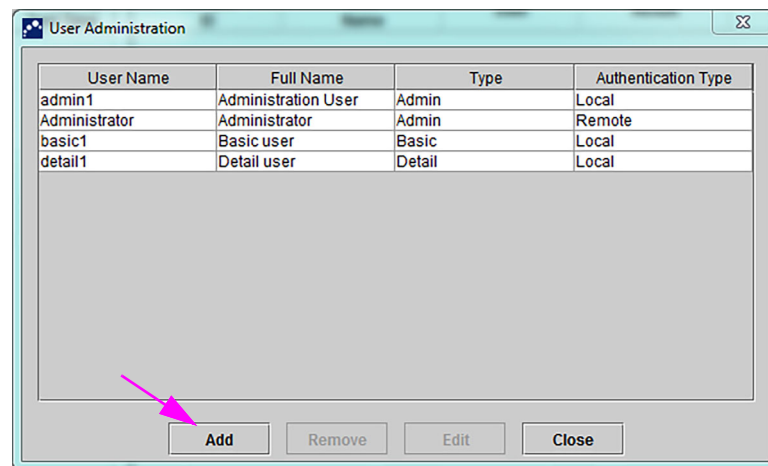 User Administration
User Name Full Name Type Authentication Type
admin1 Administration User Admin Local
Administrator Administrator Admin Remote
basic1 Basic user Basic Local
detail1 Detail user Detail Local
Add Remove Edit Close